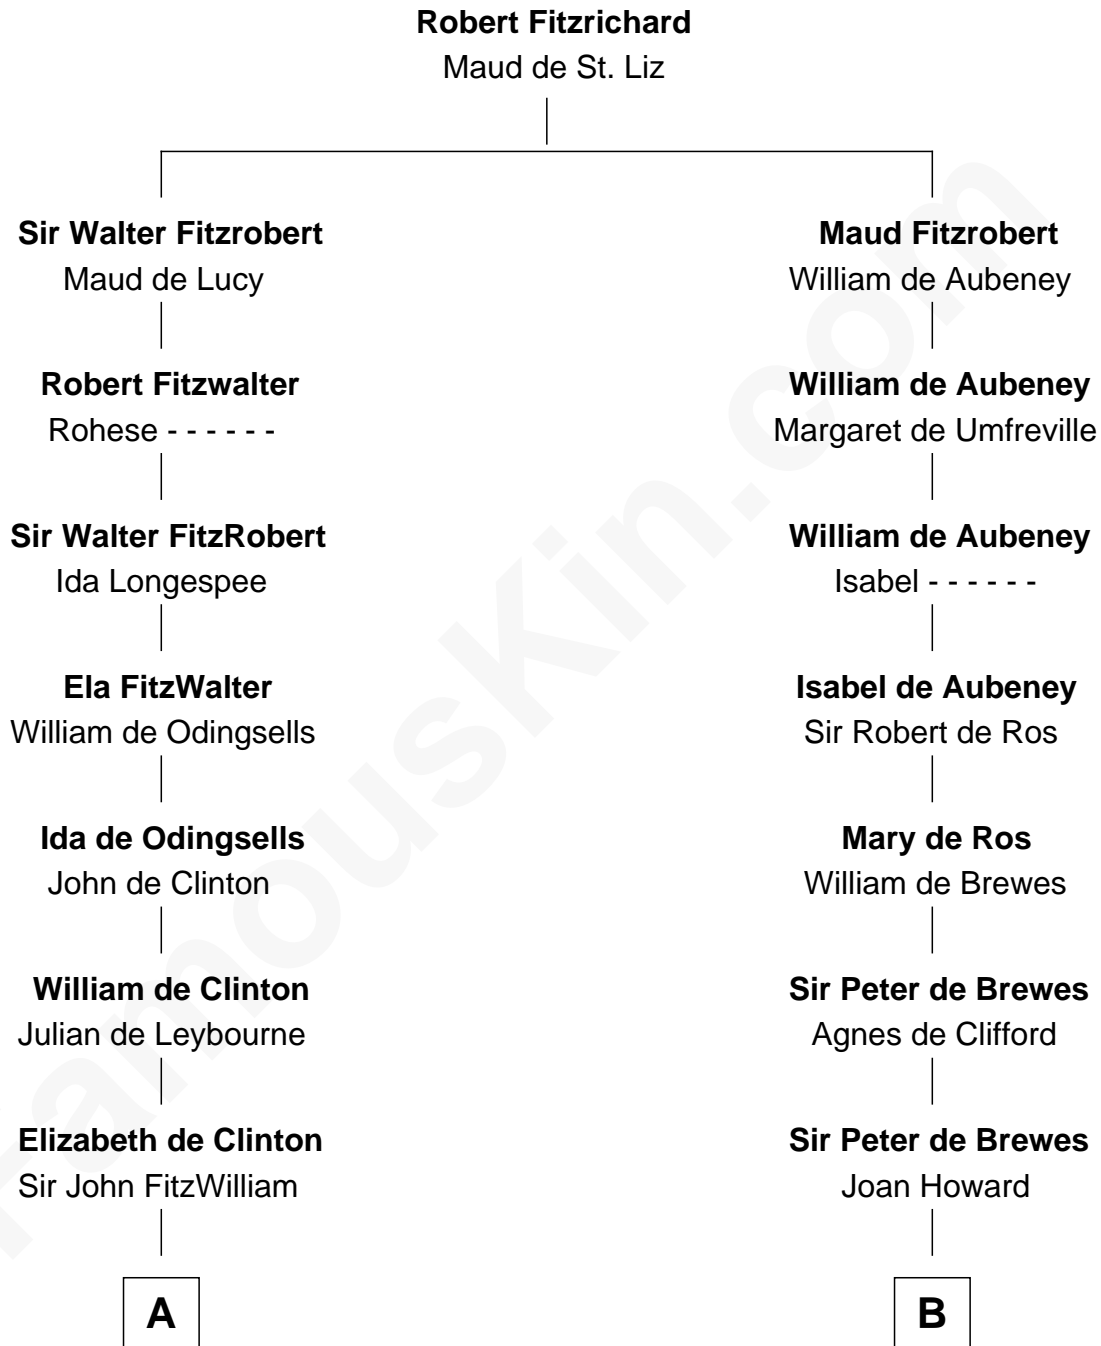 Robert Fitzrichard
Maud de St. Liz
Sir Walter Fitzrobert
Maud de Lucy
Maud Fitzrobert
William de Aubeney
Robert Fitzwalter
Rohese - - - - - -
William de Aubeney
Margaret de Umfreville
Sir Walter FitzRobert
Ida Longespee
William de Aubeney
Isabel - - - - - -
Ela FitzWalter
William de Odingsells
Isabel de Aubeney
Sir Robert de Ros
Ida de Odingsells
John de Clinton
Mary de Ros
William de Brewes
William de Clinton
Julian de Leybourne
Sir Peter de Brewes
Agnes de Clifford
Elizabeth de Clinton
Sir John FitzWilliam
Sir Peter de Brewes
Joan Howard
A
B
FamousKin.com